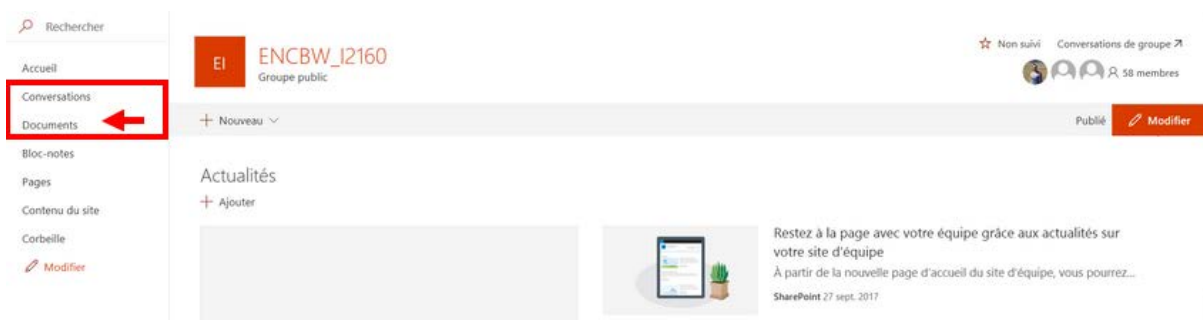 Rechercher
Accueil
Conversations
Documents
Bloc-notes
Pages
Contenu du site
Corbeille
Modifier
EI
ENCBW_I2160
Groupe public
Non suivi Conversations de groupe
58 membres
Nouveau
Publié Modifier
Actualités
Ajouter
Restez à la page avec votre équipe grâce aux actualités sur
votre site d'équipe
À partir de la nouvelle page d'accueil du site d'équipe, vous pourrez...
SharePoint 27 sept. 2017